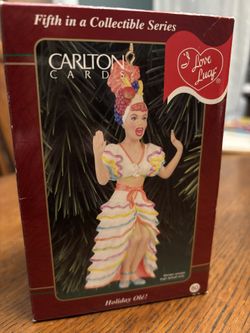 Fifth in a Collectible Series
I Love
Lucy
®
CARLTON
CARDS
Holiday Olé!